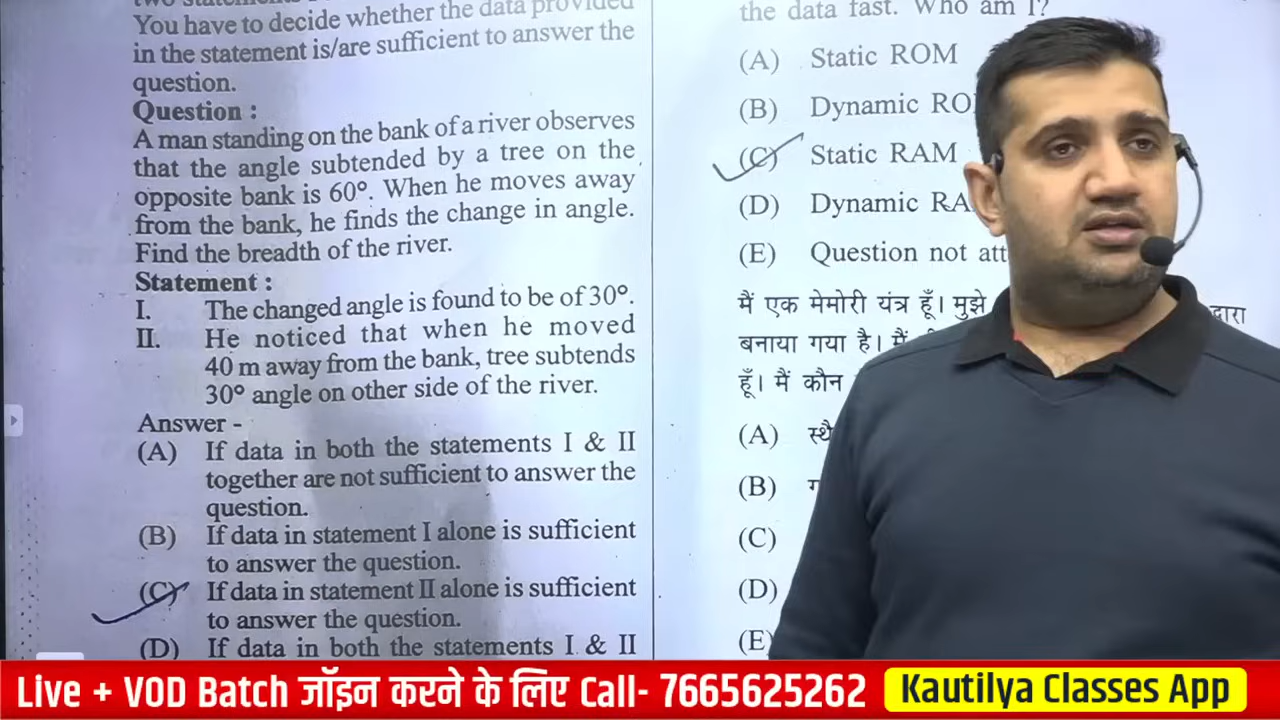 two statements
You have to decide whether the data provided
in the statement is/are sufficient to answer the
question.
Question :
A man standing on the bank of a river observes
that the angle subtended by a tree on the
opposite bank is 60°. When he moves away
from the bank, he finds the change in angle.
Find the breadth of the river.
Statement :
I. The changed angle is found to be of 30°.
II. He noticed that when he moved
40 m away from the bank, tree subtends
30° angle on other side of the river.
Answer -
(A) If data in both the statements I & II
together are not sufficient to answer the
question.
(B) If data in statement I alone is sufficient
to answer the question.
(C) If data in statement II alone is sufficient
to answer the question.
(D) If data in both the statements I & II
the data fast. Who am I?
(A) Static ROM
(B) Dynamic RO
(C) Static RAM
(D) Dynamic RA
(E) Question not att
मैं एक मेमोरी यंत्र हूँ। मुझे द्वारा
बनाया गया है। मैं
हूँ। मैं कौन
(A) स्थै
(B)
(C)
(D)
(E)
Live + VOD Batch जॉइन करने के लिए Call- 7665625262 Kautilya Classes App